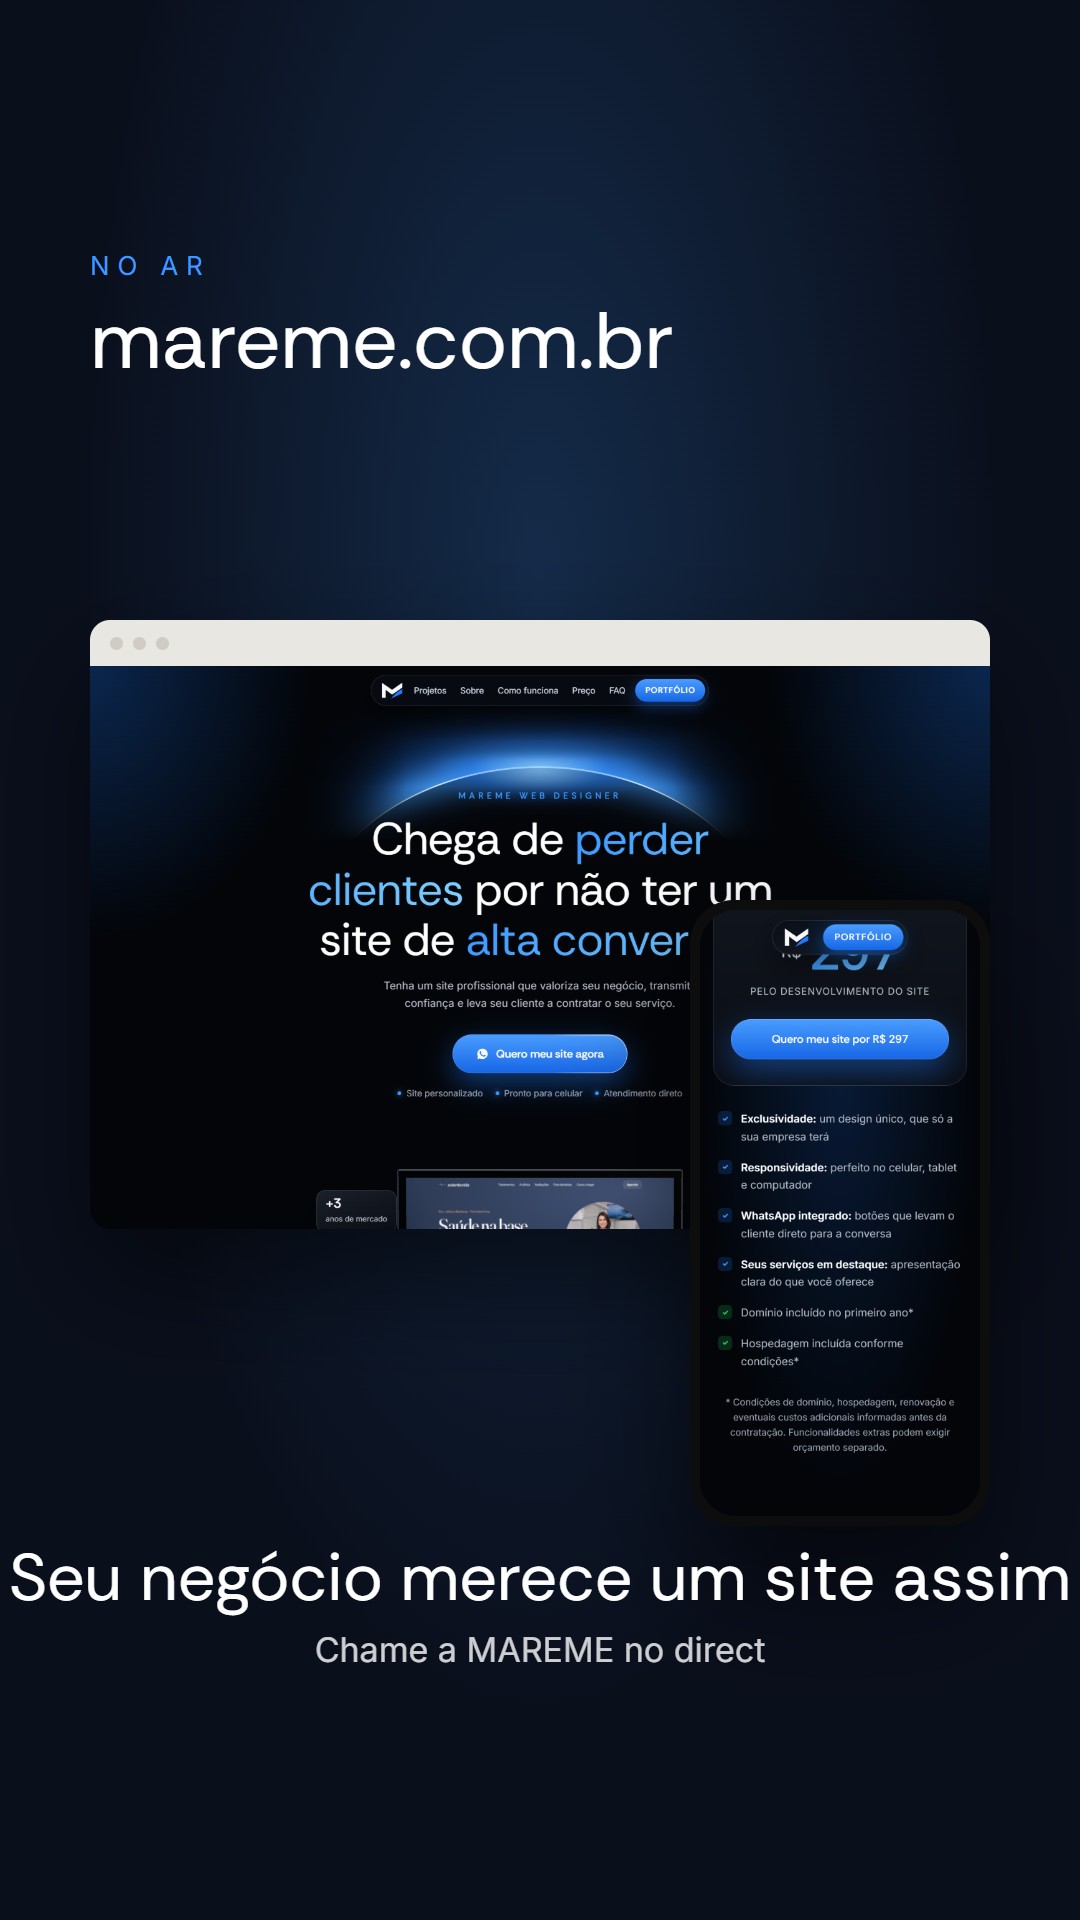 NO AR
mareme.com.br
Projetos Sobre Como funciona Preço FAQ PORTFÓLIO
MAREME WEB DESIGNER
Chega de perder
clientes por não ter um
site de alta conver
Tenha um site profissional que valoriza seu negócio, transmit
confiança e leva seu cliente a contratar o seu serviço.
Quero meu site agora
Site personalizado Pronto para celular Atendimento direto
+3
anos de mercado
Saúde na base
PORTFÓLIO
R$ 297
PELO DESENVOLVIMENTO DO SITE
Quero meu site por R$ 297
Exclusividade: um design único, que só a
sua empresa terá
Responsividade: perfeito no celular, tablet
e computador
WhatsApp integrado: botões que levam o
cliente direto para a conversa
Seus serviços em destaque: apresentação
clara do que você oferece
Domínio incluído no primeiro ano*
Hospedagem incluída conforme
condições*
* Condições de domínio, hospedagem, renovação e
eventuais custos adicionais informadas antes da
contratação. Funcionalidades extras podem exigir
orçamento separado.
Seu negócio merece um site assim
Chame a MAREME no direct